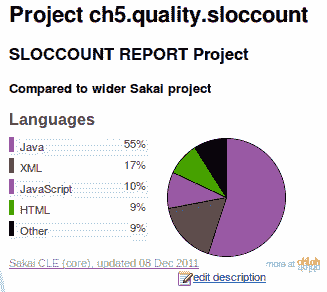 Project ch5.quality.sloccount
SLOCCOUNT REPORT Project
Compared to wider Sakai project
Languages
Java 55%
XML 17%
JavaScript 10%
HTML 9%
Other 9%
Sakai CLE (core), updated 08 Dec 2011
more at
edit description